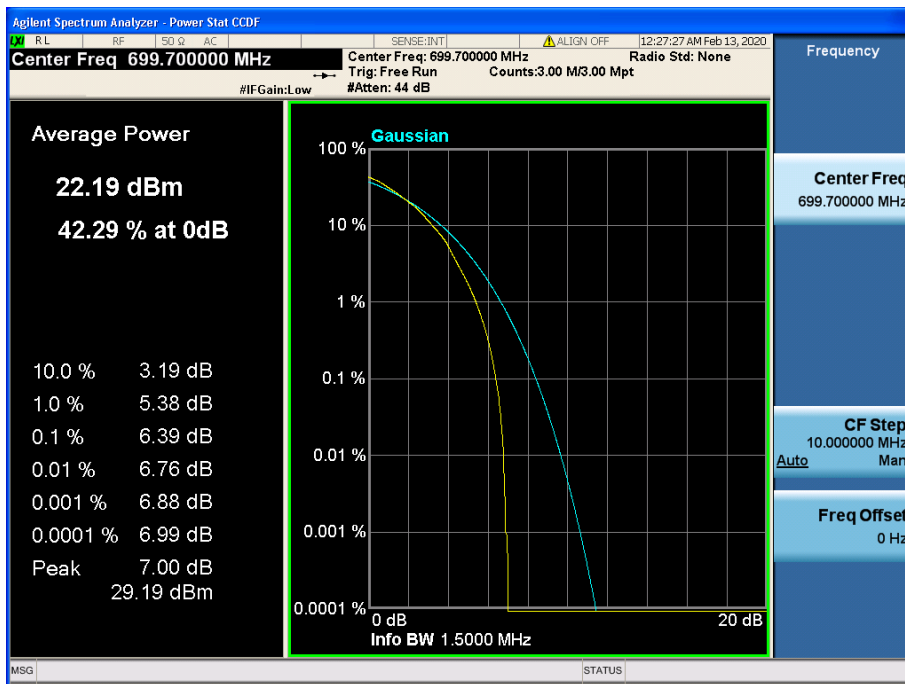 Agilent Spectrum Analyzer - Power Stat CCDF
LXI RL RF 50 Ω AC SENSE:INT ALIGN OFF 12:27:27 AM Feb 13, 2020
Center Freq 699.700000 MHz
Center Freq: 699.700000 MHz Radio Std: None
Trig: Free Run Counts:3.00 M/3.00 Mpt
#IFGain:Low #Atten: 44 dB
Frequency
Average Power
22.19 dBm
42.29 % at 0dB
10.0 % 3.19 dB
1.0 % 5.38 dB
0.1 % 6.39 dB
0.01 % 6.76 dB
0.001 % 6.88 dB
0.0001 % 6.99 dB
Peak 7.00 dB
29.19 dBm
Gaussian
100 %
10 %
1 %
0.1 %
0.01 %
0.001 %
0.0001 %
0 dB 20 dB
Info BW 1.5000 MHz
Center Freq
699.700000 MHz
CF Step
10.000000 MHz
Auto Man
Freq Offset
0 Hz
MSG STATUS